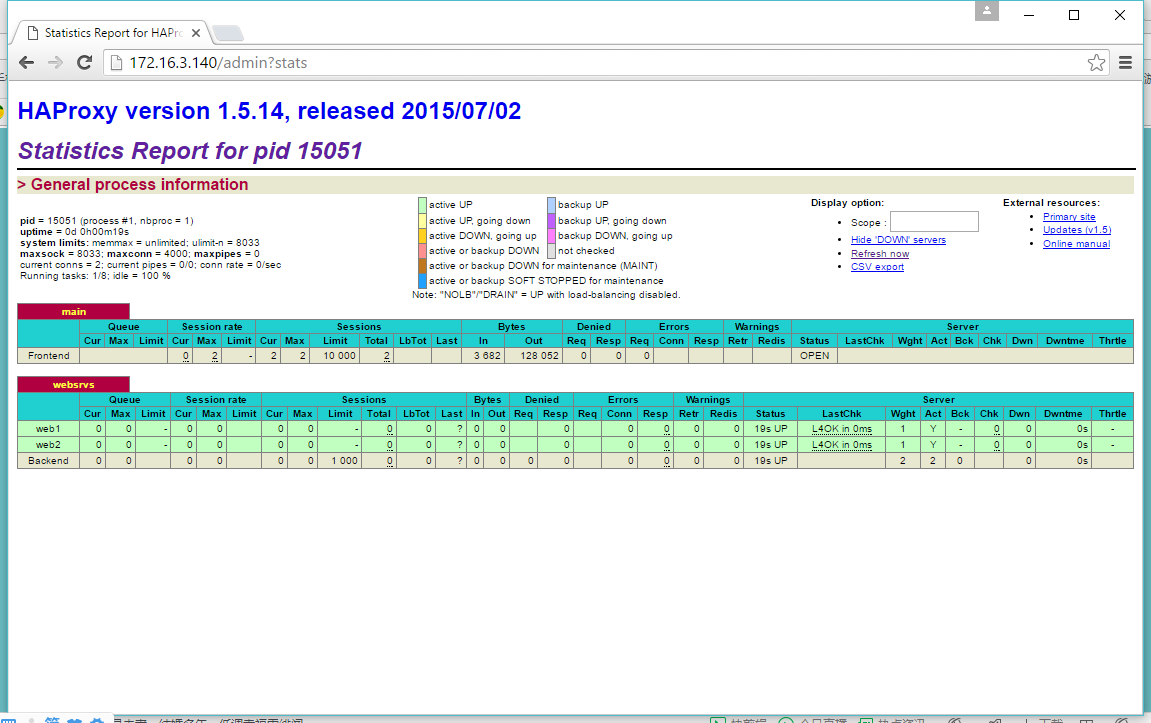 Statistics Report for HAPr
172.16.3.140/admin?stats
HAProxy version 1.5.14, released 2015/07/02
Statistics Report for pid 15051
> General process information
pid = 15051 (process #1, nbproc = 1)
uptime = 0d 0h00m19s
system limits: memmax = unlimited; ulimit-n = 8033
maxsock = 8033; maxconn = 4000; maxpipes = 0
current conns = 2; current pipes = 0/0; conn rate = 0/sec
Running tasks: 1/8; idle = 100 %
active UP backup UP
active UP, going down backup UP, going down
active DOWN, going up backup DOWN, going up
active or backup DOWN not checked
active or backup DOWN for maintenance (MAINT)
active or backup SOFT STOPPED for maintenance
Note: "NOLB"/"DRAIN" = UP with load-balancing disabled.
Display option:
Scope :
Hide 'DOWN' servers
Refresh now
CSV export
External resources:
Primary site
Updates (v1.5)
Online manual
main
Queue Session rate Sessions Bytes Denied Errors Warnings Server
Cur Max Limit Cur Max Limit Cur Max Limit Total LbTot Last In Out Req Resp Req Conn Resp Retr Redis Status LastChk Wght Act Bck Chk Dwn Dwntme Thrtle
Frontend 0 2 - 2 2 10 000 2 3 682 128 052 0 0 0 OPEN
websrvs
Queue Session rate Sessions Bytes Denied Errors Warnings Server
Cur Max Limit Cur Max Limit Cur Max Limit Total LbTot Last In Out Req Resp Req Conn Resp Retr Redis Status LastChk Wght Act Bck Chk Dwn Dwntme Thrtle
web1 0 0 - 0 0 0 0 - 0 0 ? 0 0 0 0 0 0 0 19s UP L4OK in 0ms 1 Y - 0 0 0s -
web2 0 0 - 0 0 0 0 - 0 0 ? 0 0 0 0 0 0 0 19s UP L4OK in 0ms 1 Y - 0 0 0s -
Backend 0 0 0 0 0 0 1 000 0 0 ? 0 0 0 0 0 0 0 0 19s UP 2 2 0 0 0s